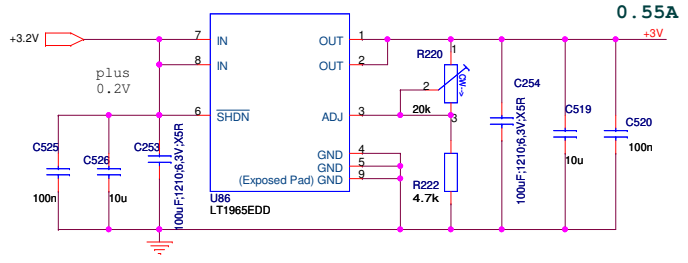 0.55A
+3.2V
+3V
7
IN
OUT
1
8
IN
OUT
2
R220
1
2
CW->
3
20k
plus
0.2V
6
SHDN
ADJ
3
C254
100uF;1210;6,3V;X5R
C519
10u
C520
100n
C525
100n
C526
10u
C253
100uF;1210;6,3V;X5R
GND
4
GND
5
(Exposed Pad) GND
9
U86
LT1965EDD
R222
4.7k